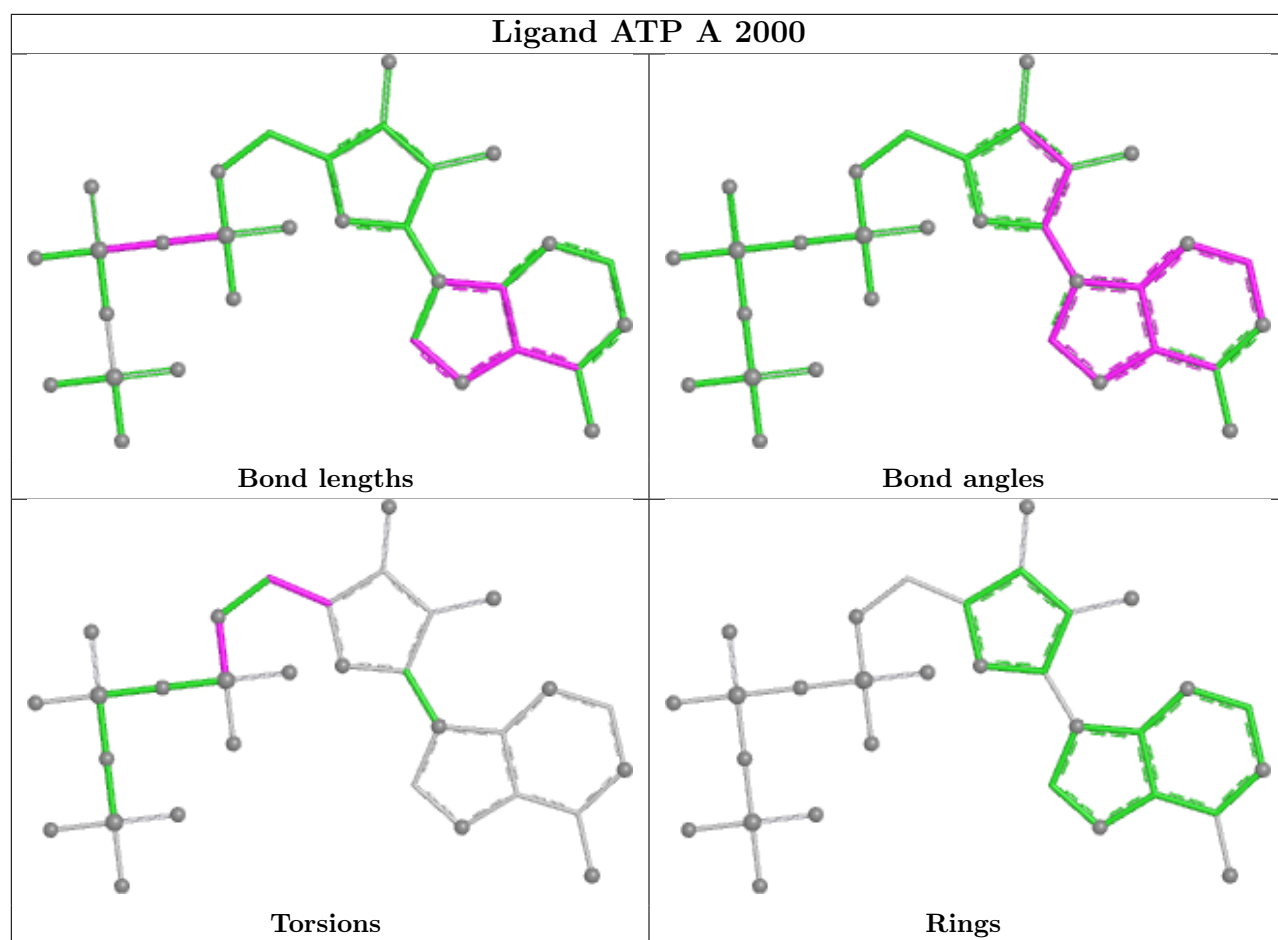 Ligand ATP A 2000
Bond lengths
Bond angles
Torsions
Rings